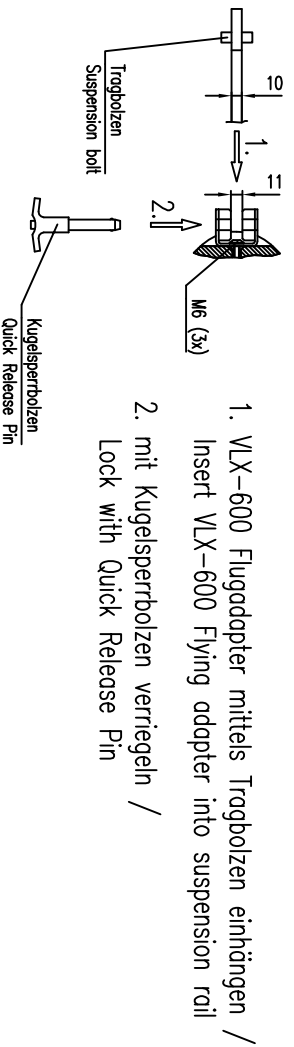 10
11
1.
2.
M6 (3x)
Tragbolzen
Suspension bolt
Kugelsperrbolzen
Quick Release Pin
1. VLX-600 Flugadapter mittels Tragbolzen einhängen /
Insert VLX-600 Flying adapter into suspension rail
2. mit Kugelsperrbolzen verriegeln /
Lock with Quick Release Pin